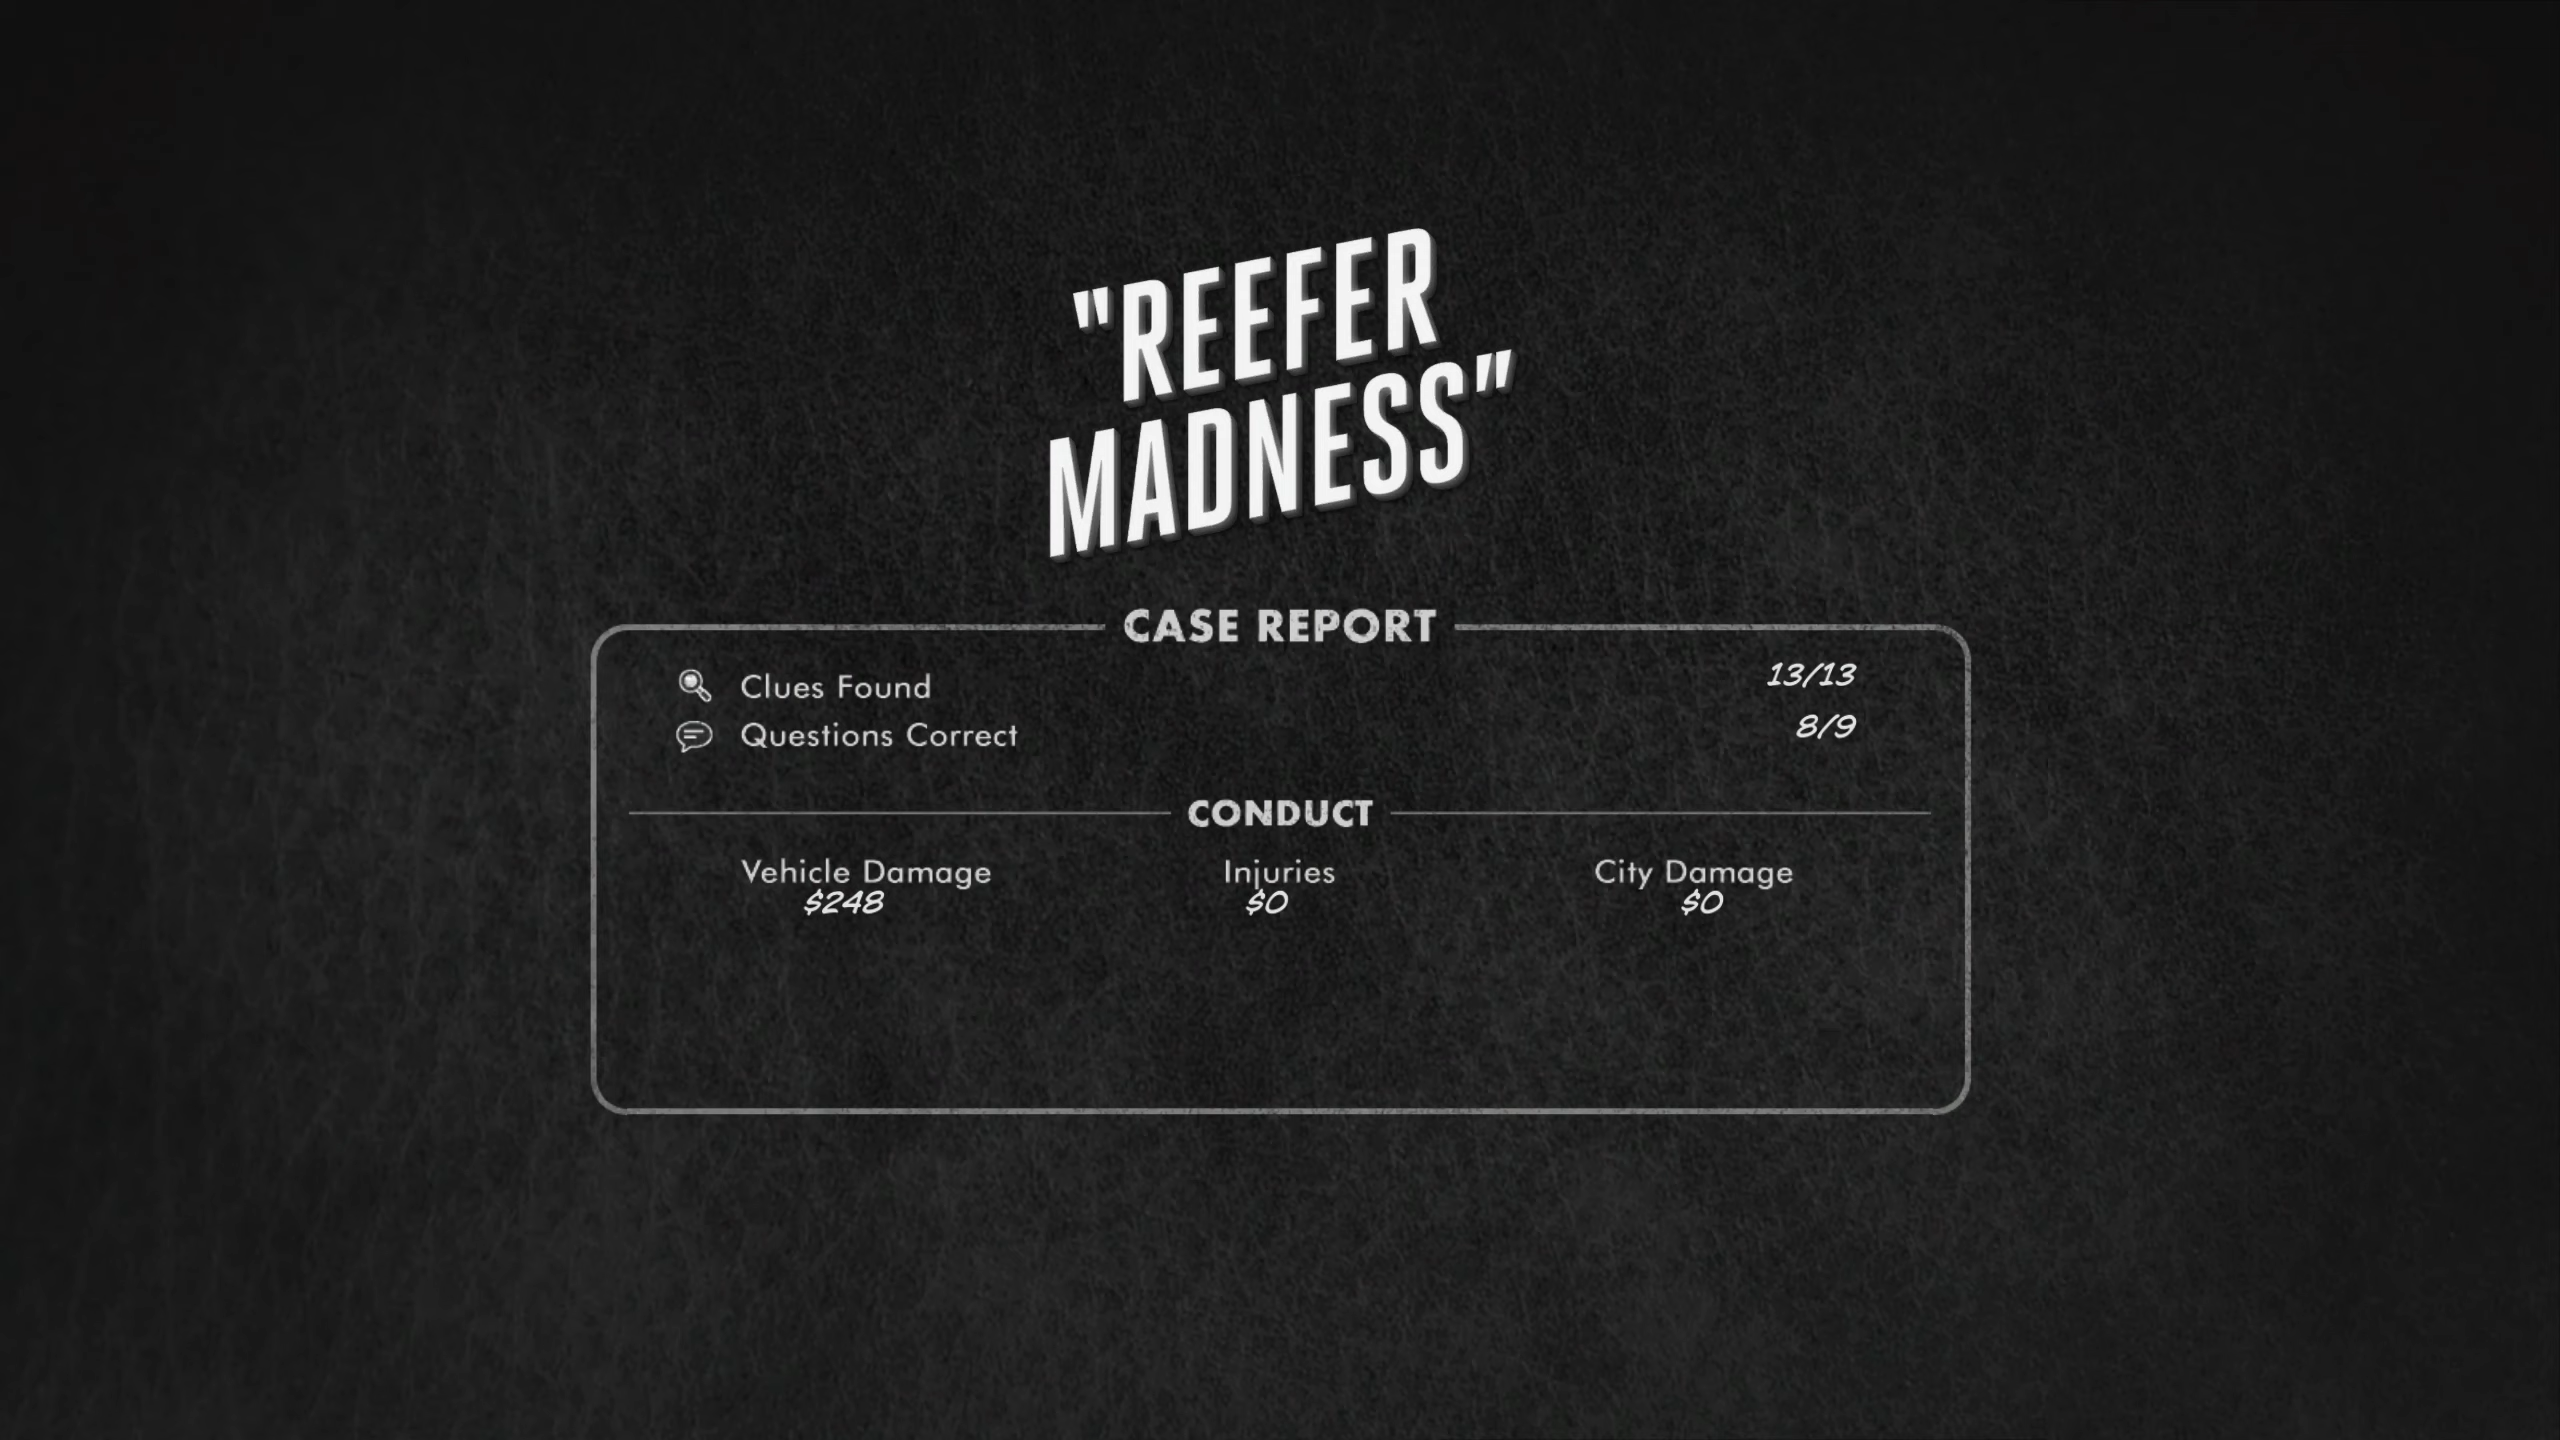 "REEFER
MADNESS"
CASE REPORT
Clues Found 13/13
Questions Correct 8/9
CONDUCT
Vehicle Damage Injuries City Damage
$248 $0 $0